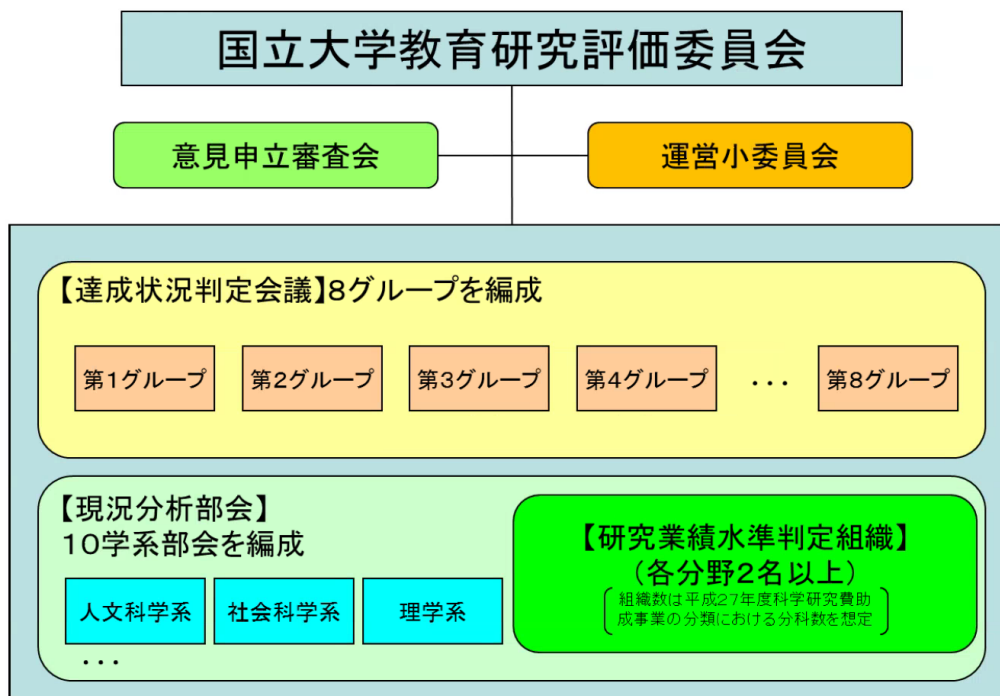 国立大学教育研究評価委員会
意見申立審査会
運営小委員会
【達成状況判定会議】8グループを編成
第1グループ
第2グループ
第3グループ
第4グループ
・・・
第8グループ
【現況分析部会】
10学系部会を編成
人文科学系
社会科学系
理学系
・・・
【研究業績水準判定組織】
（各分野2名以上）
組織数は平成27年度科学研究費助
成事業の分類における分科数を想定